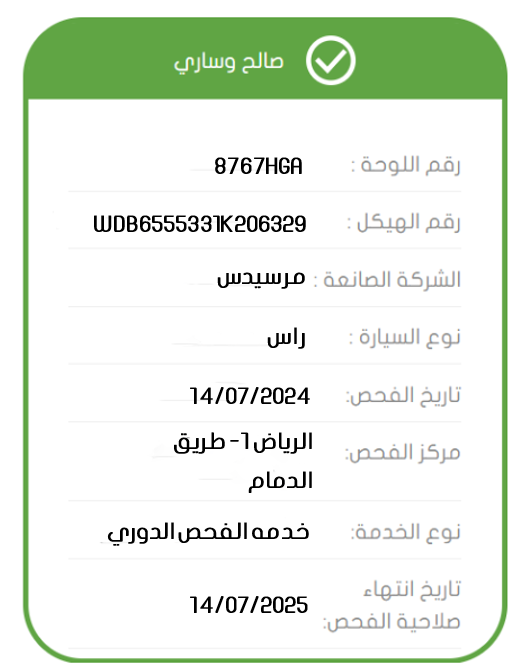 صالح وساري
رقم اللوحة : 8767HGA
رقم الهيكل : WDB6555331K206329
الشركة الصانعة : مرسيدس
نوع السيارة : راس
تاريخ الفحص: 14/07/2024
مركز الفحص: الرياض 1- طريق
الدمام
نوع الخدمة: خدمه الفحص الدوري
تاريخ انتهاء
صلاحية الفحص: 14/07/2025